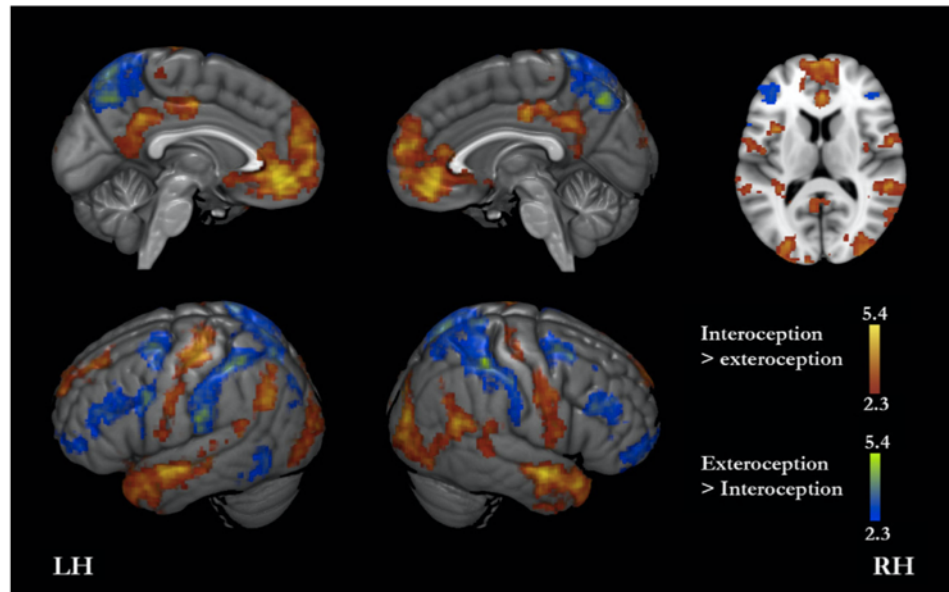 5.4
Interoception
> exteroception
2.3
5.4
Exteroception
> Interoception
2.3
LH
RH